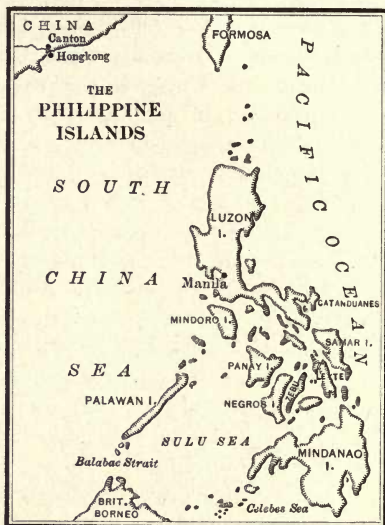 CHINA
Canton
Hongkong
FORMOSA
THE
PHILIPPINE
ISLANDS
PACIFIC OCEAN
SOUTH
CHINA
SEA
LUZON
I.
Manila
CATANDUANES
MINDORO I.
SAMAR I.
PANAY I.
LEYTE
CEBU
NEGROS I.
PALAWAN I.
SULU SEA
MINDANAO
I.
Balabac Strait
BRIT.
BORNEO
Celebes Sea